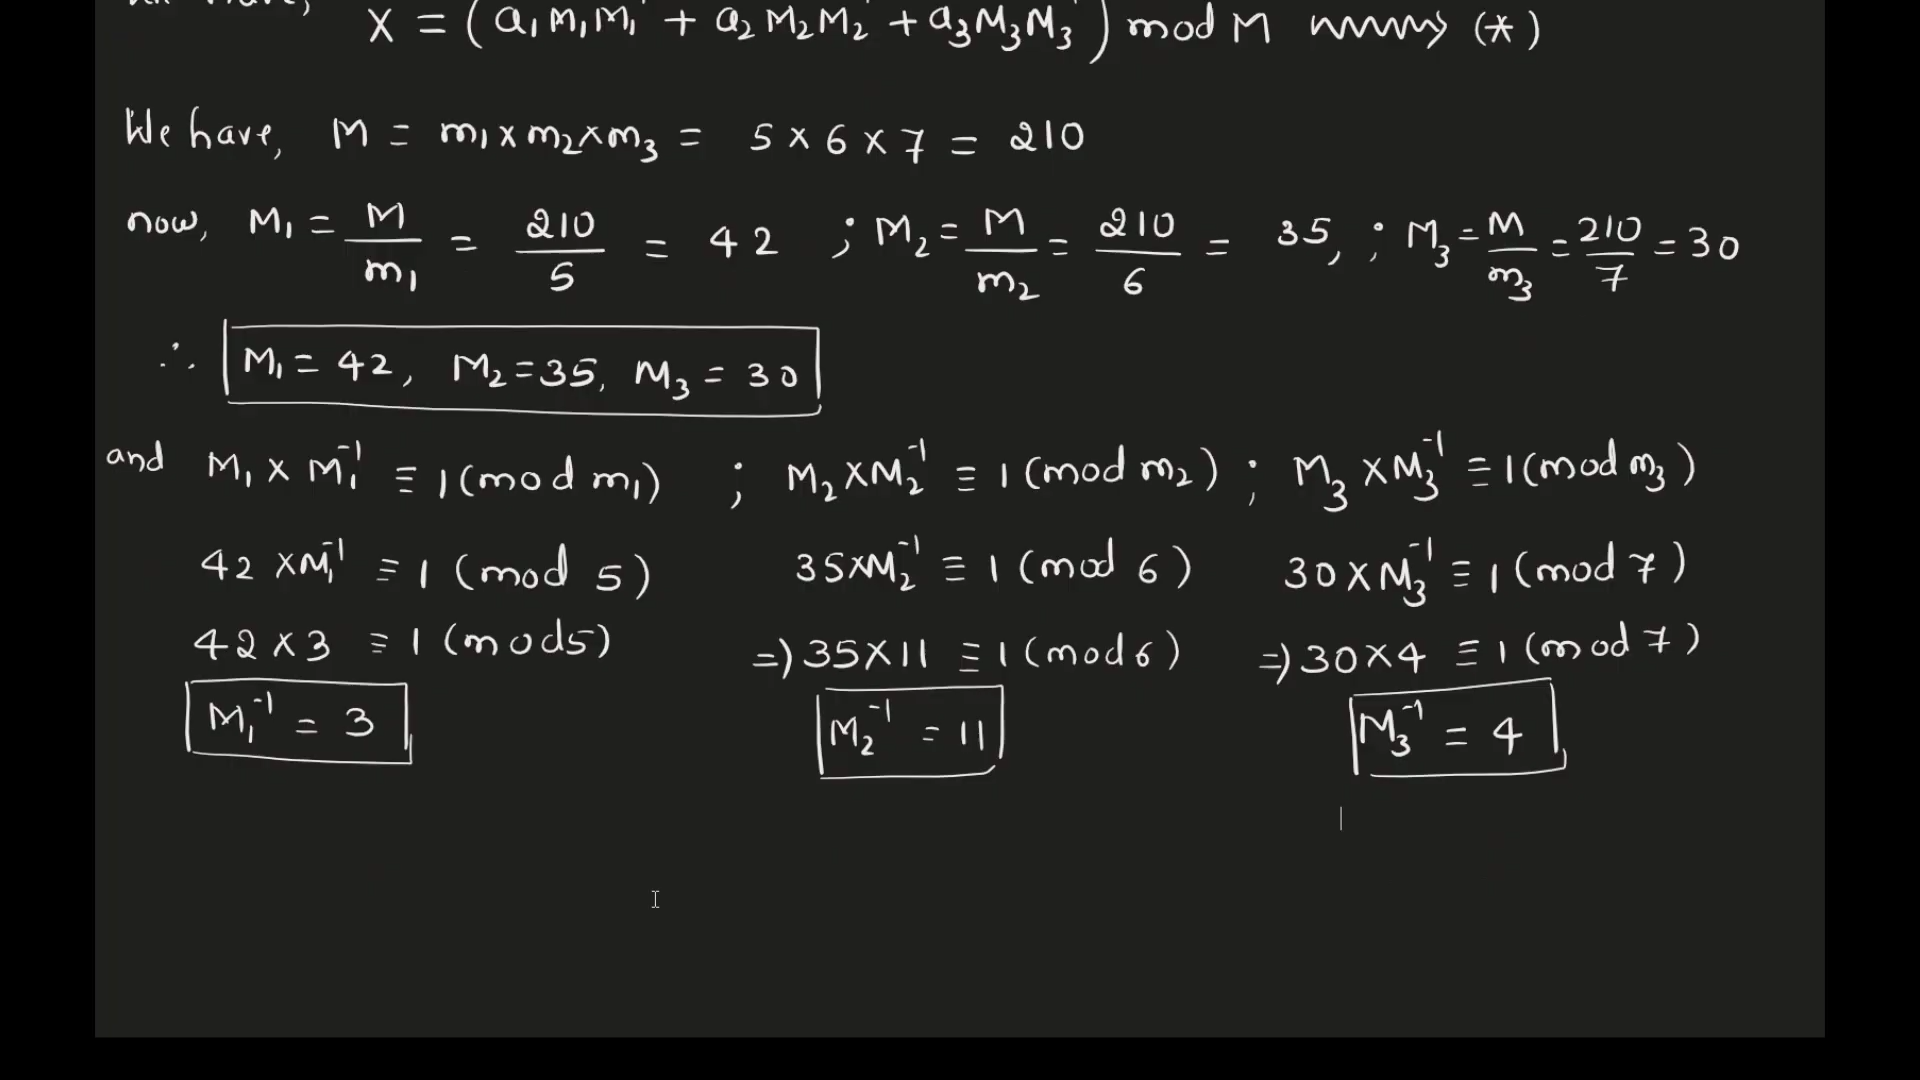 X = (a₁M₁M₁ + a₂M₂M₂ + a₃M₃M₃) mod M (*)
We have, M = m₁ x m₂ x m₃ = 5 x 6 x 7 = 210
now, M₁ = M/m₁ = 210/5 = 42 ; M₂ = M/m₂ = 210/6 = 35, ; M₃ = M/m₃ = 210/7 = 30
∴ M₁ = 42, M₂ = 35, M₃ = 30
and M₁ x M₁⁻¹ ≡ 1 (mod m₁) ; M₂ x M₂⁻¹ ≡ 1 (mod m₂) ; M₃ x M₃⁻¹ ≡ 1 (mod m₃)
42 x M₁⁻¹ ≡ 1 (mod 5) 35 x M₂⁻¹ ≡ 1 (mod 6) 30 x M₃⁻¹ ≡ 1 (mod 7)
42 x 3 ≡ 1 (mod 5) => 35 x 11 ≡ 1 (mod 6) => 30 x 4 ≡ 1 (mod 7)
M₁⁻¹ = 3 M₂⁻¹ = 11 M₃⁻¹ = 4